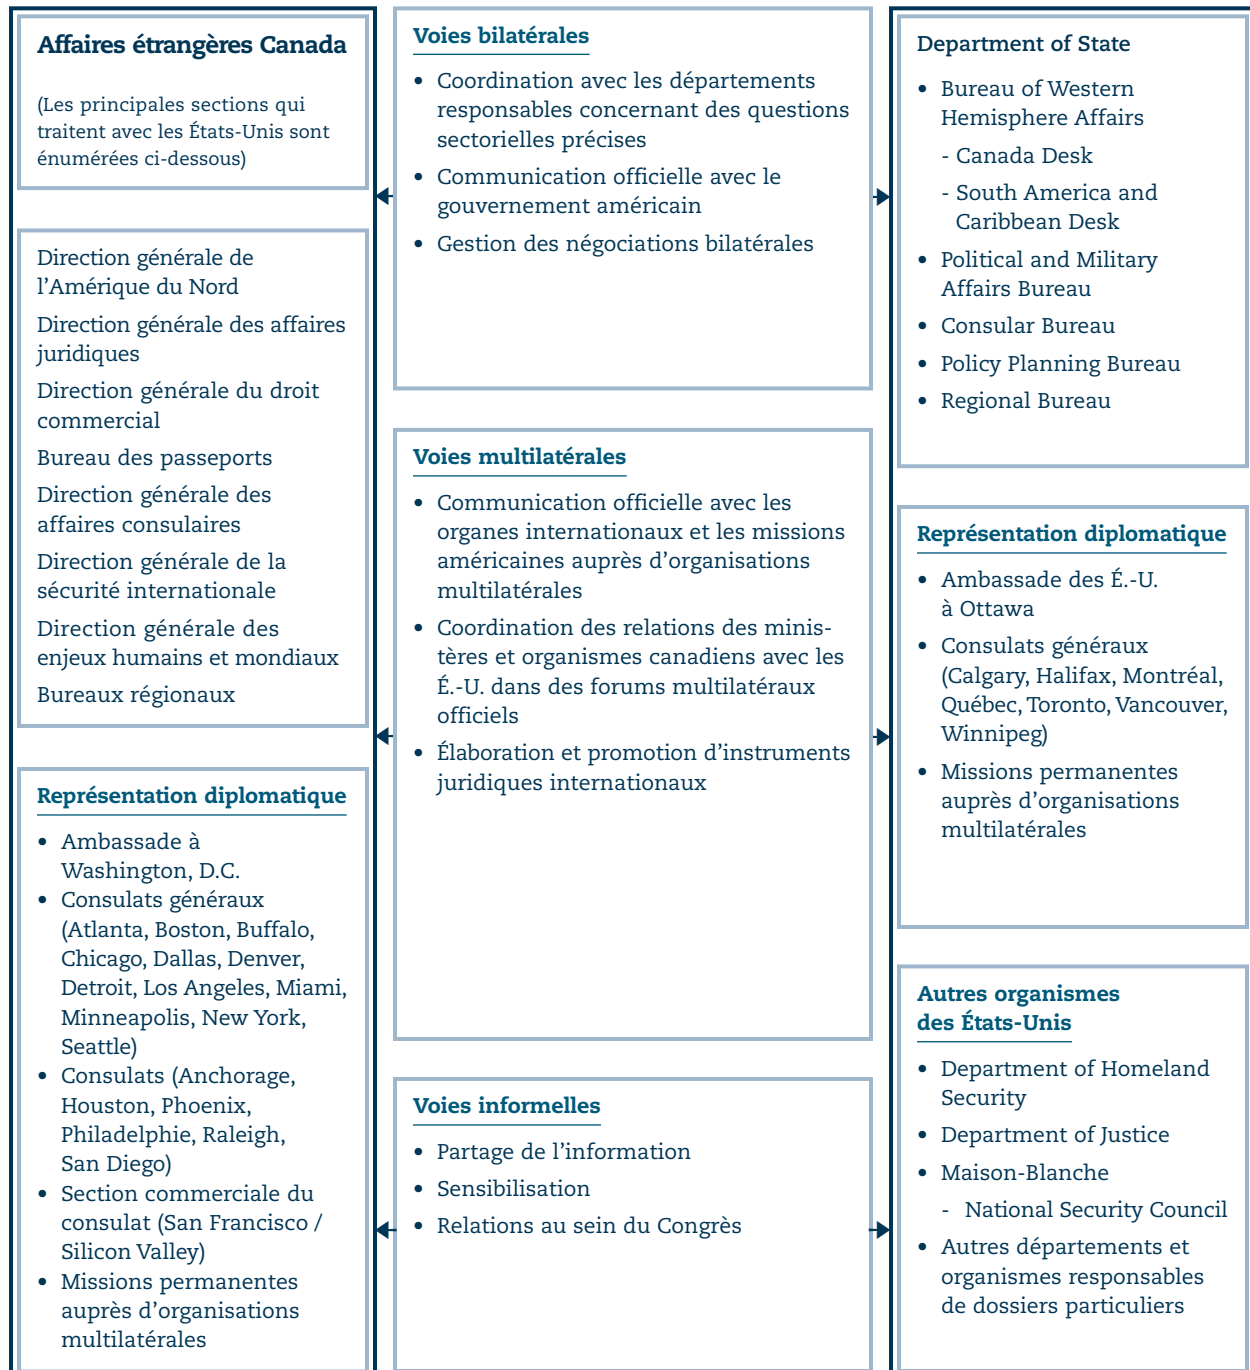 Affaires étrangères Canada
(Les principales sections qui
traitent avec les États-Unis sont
énumérées ci-dessous)
Direction générale de
l'Amérique du Nord
Direction générale des affaires
juridiques
Direction générale du droit
commercial
Bureau des passeports
Direction générale des
affaires consulaires
Direction générale de la
sécurité internationale
Direction générale des
enjeux humains et mondiaux
Bureaux régionaux
Représentation diplomatique
• Ambassade à
Washington, D.C.
• Consulats généraux
(Atlanta, Boston, Buffalo,
Chicago, Dallas, Denver,
Detroit, Los Angeles, Miami,
Minneapolis, New York,
Seattle)
• Consulats (Anchorage,
Houston, Phoenix,
Philadelphie, Raleigh,
San Diego)
• Section commerciale du
consulat (San Francisco /
Silicon Valley)
• Missions permanentes
auprès d'organisations
multilatérales
Voies bilatérales
• Coordination avec les départements
responsables concernant des questions
sectorielles précises
• Communication officielle avec le
gouvernement américain
• Gestion des négociations bilatérales
Voies multilatérales
• Communication officielle avec les
organes internationaux et les missions
américaines auprès d'organisations
multilatérales
• Coordination des relations des minis-
tères et organismes canadiens avec les
É.-U. dans des forums multilatéraux
officiels
• Élaboration et promotion d'instruments
juridiques internationaux
Voies informelles
• Partage de l'information
• Sensibilisation
• Relations au sein du Congrès
Department of State
• Bureau of Western
Hemisphere Affairs
- Canada Desk
- South America and
Caribbean Desk
• Political and Military
Affairs Bureau
• Consular Bureau
• Policy Planning Bureau
• Regional Bureau
Représentation diplomatique
• Ambassade des É.-U.
à Ottawa
• Consulats généraux
(Calgary, Halifax, Montréal,
Québec, Toronto, Vancouver,
Winnipeg)
• Missions permanentes
auprès d'organisations
multilatérales
Autres organismes
des États-Unis
• Department of Homeland
Security
• Department of Justice
• Maison-Blanche
- National Security Council
• Autres départements et
organismes responsables
de dossiers particuliers